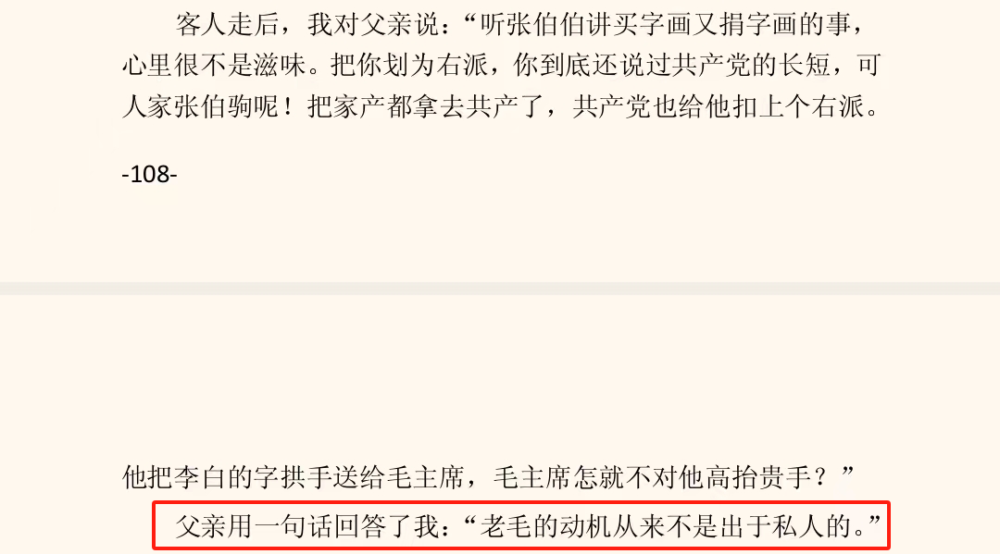 客人走后，我对父亲说：“听张伯伯讲买字画又捐字画的事，
心里很不是滋味。把你划为右派，你到底还说过共产党的长短，可
人家张伯驹呢！把家产都拿去共产了，共产党也给他扣上个右派。
-108-
他把李白的字拱手送给毛主席，毛主席怎就不对他高抬贵手？”
父亲用一句话回答了我：“老毛的动机从来不是出于私人的。”